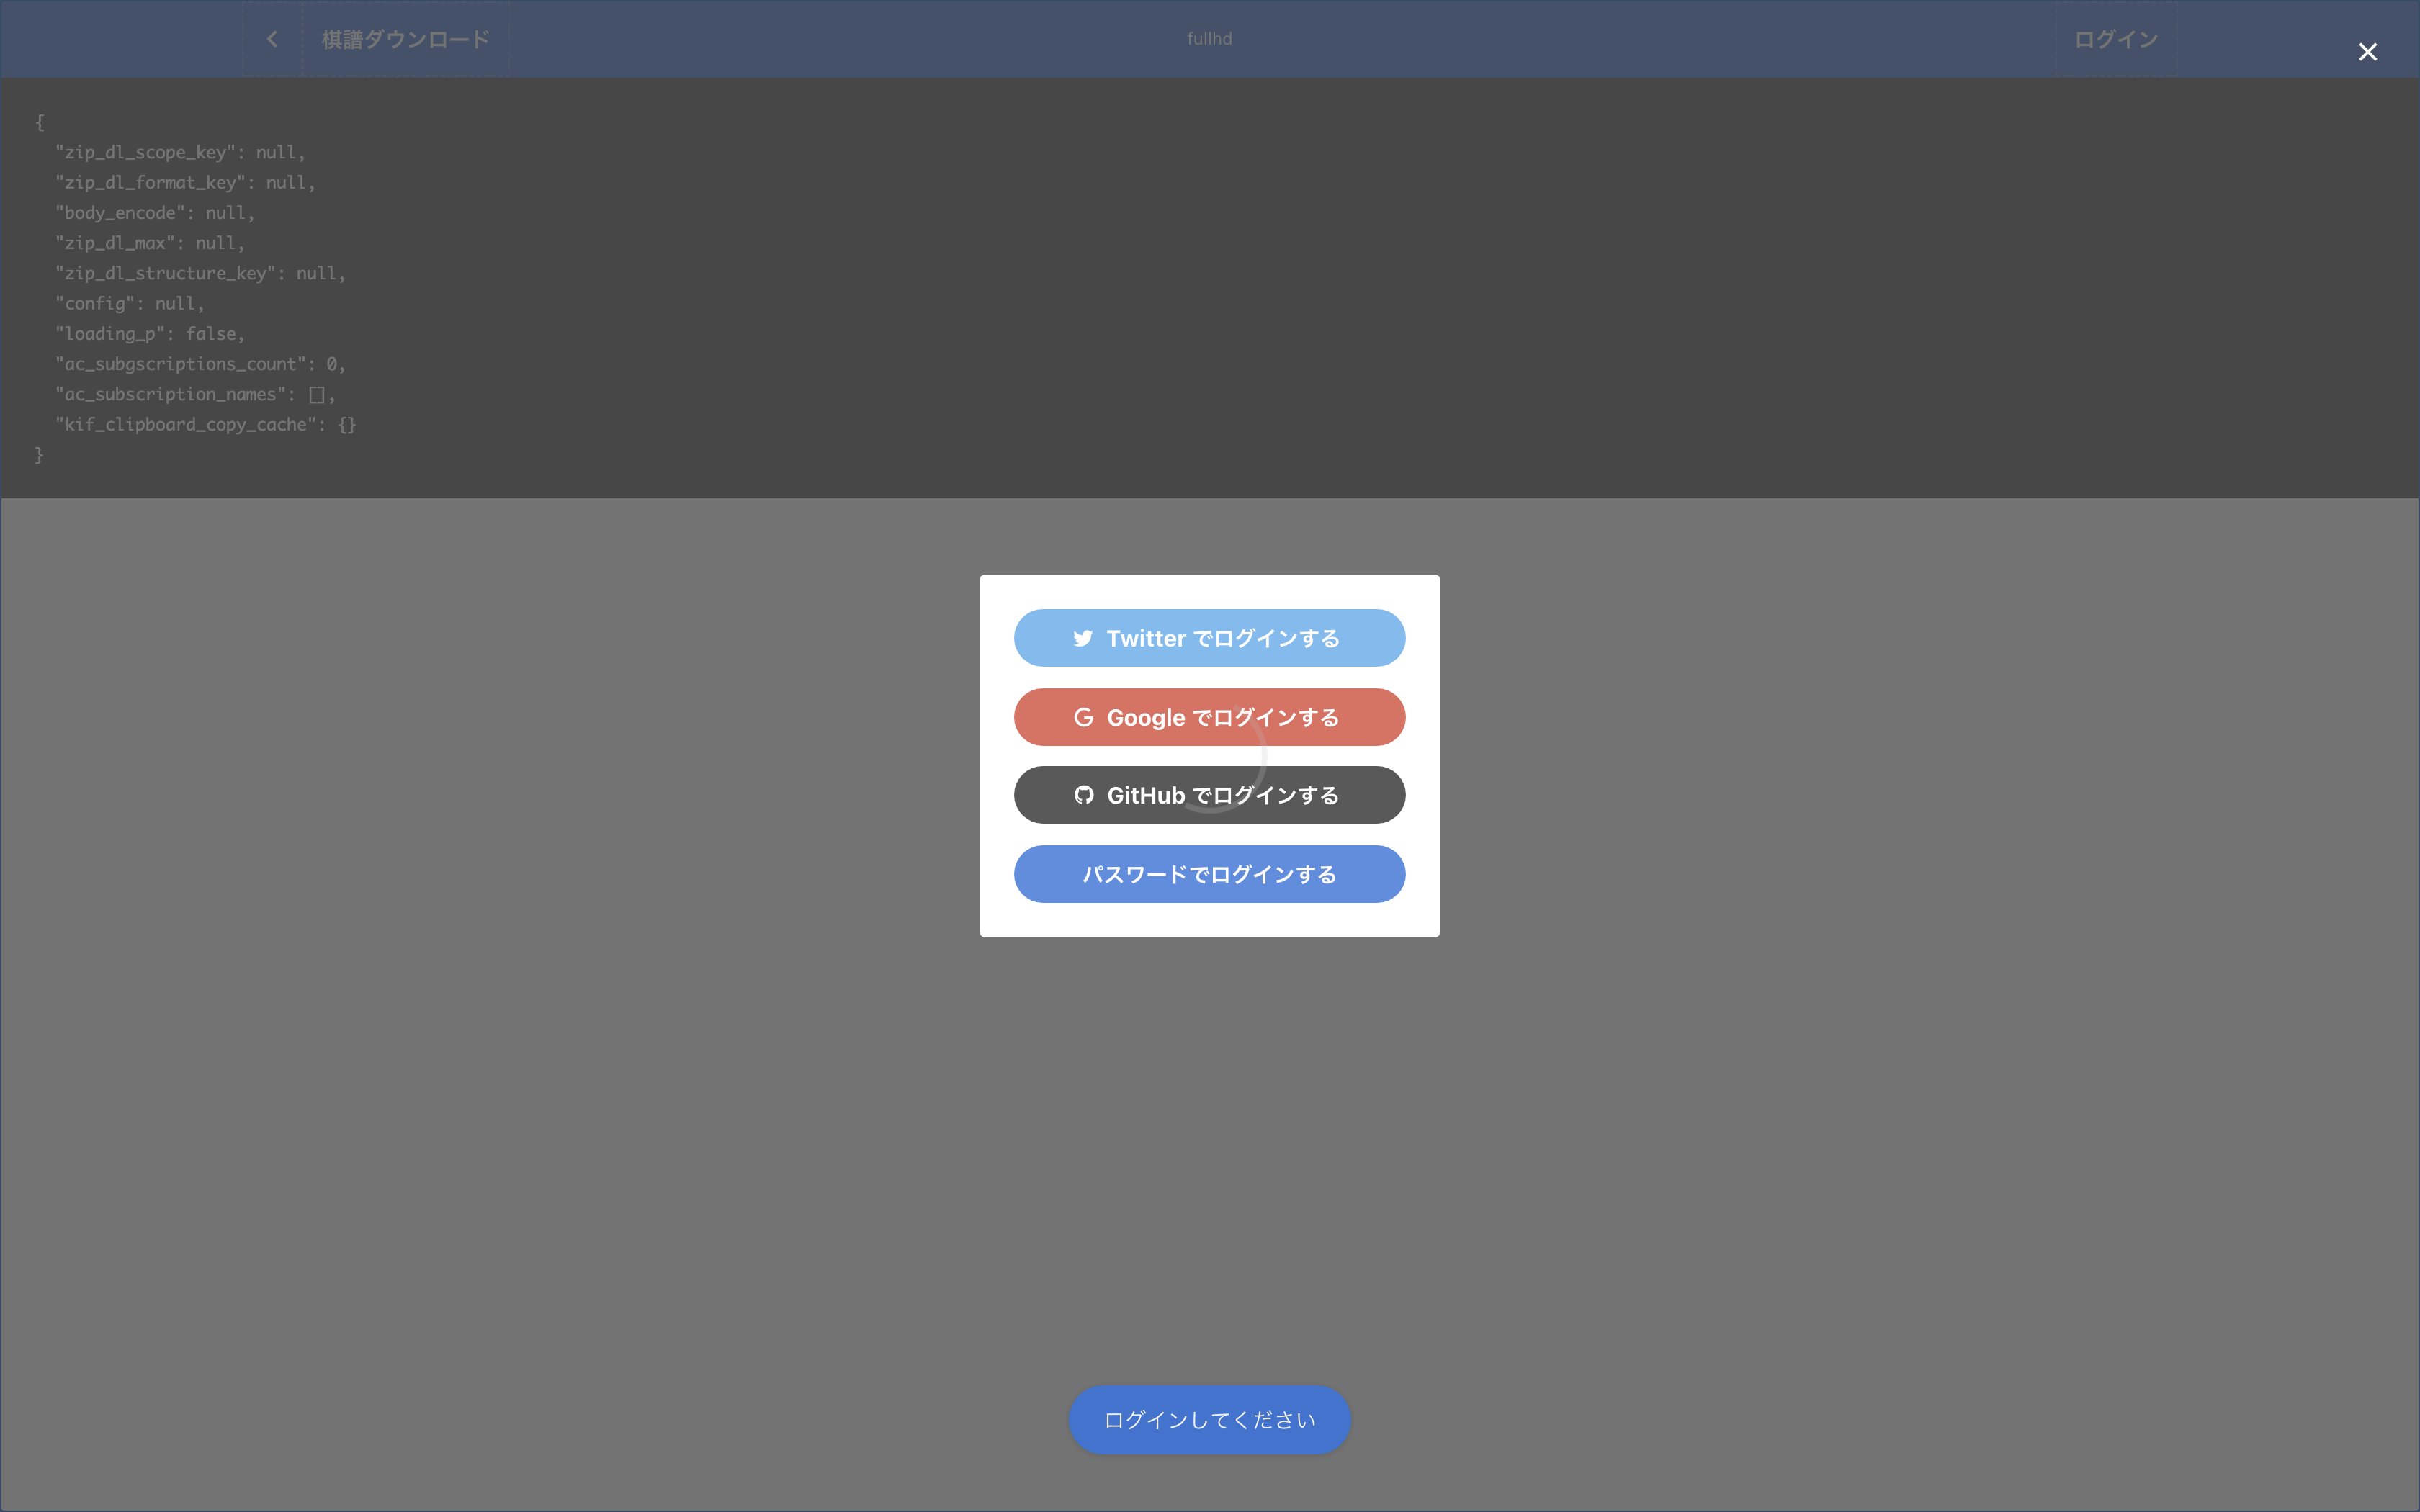 棋譜ダウンロード
fullhd
ログイン
{
"zip_dl_scope_key": null,
"zip_dl_format_key": null,
"body_encode": null,
"zip_dl_max": null,
"zip_dl_structure_key": null,
"config": null,
"loading_p": false,
"ac_subgscriptions_count": 0,
"ac_subscription_names": [],
"kif_clipboard_copy_cache": {}
}
Twitter でログインする
Google でログインする
GitHub でログインする
パスワードでログインする
ログインしてください